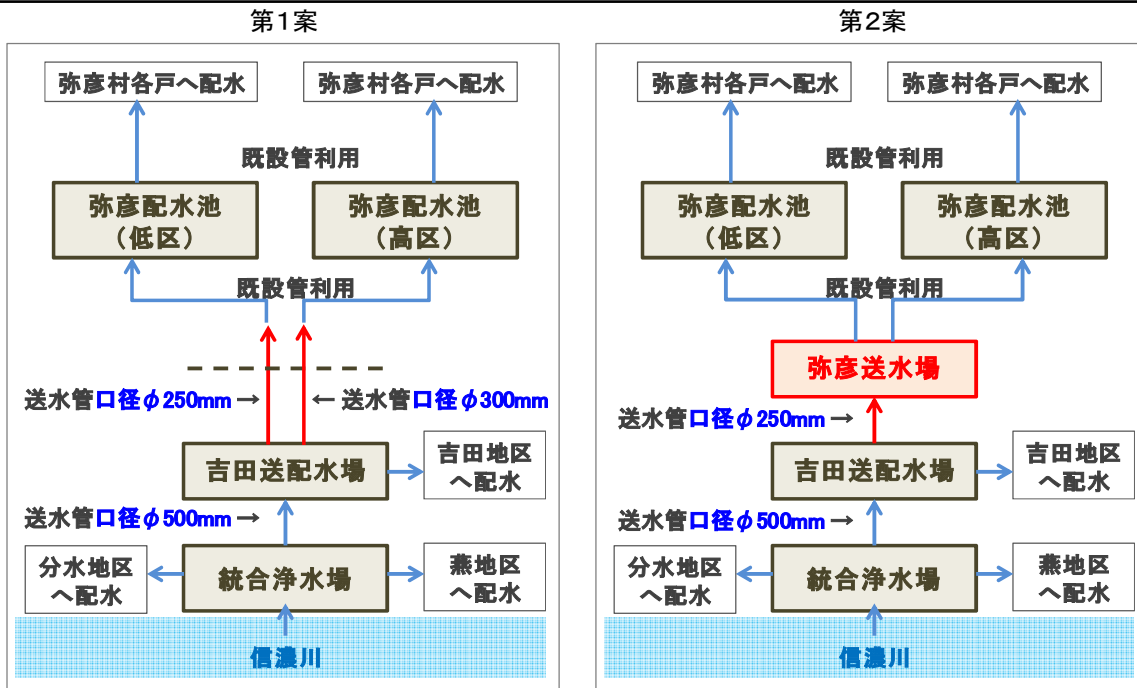 第1案
弥彦村各戸へ配水
弥彦村各戸へ配水
既設管利用
弥彦配水池
(低区)
弥彦配水池
(高区)
既設管利用
送水管口径φ250mm→
← 送水管口径φ300mm
吉田送配水場
吉田地区
へ配水
送水管口径φ500mm →
分水地区
へ配水
統合浄水場
燕地区
へ配水
信濃川
第2案
弥彦村各戸へ配水
弥彦村各戸へ配水
既設管利用
弥彦配水池
(低区)
弥彦配水池
(高区)
既設管利用
弥彦送水場
送水管口径φ250mm →
吉田送配水場
吉田地区
へ配水
送水管口径φ500mm →
分水地区
へ配水
統合浄水場
燕地区
へ配水
信濃川